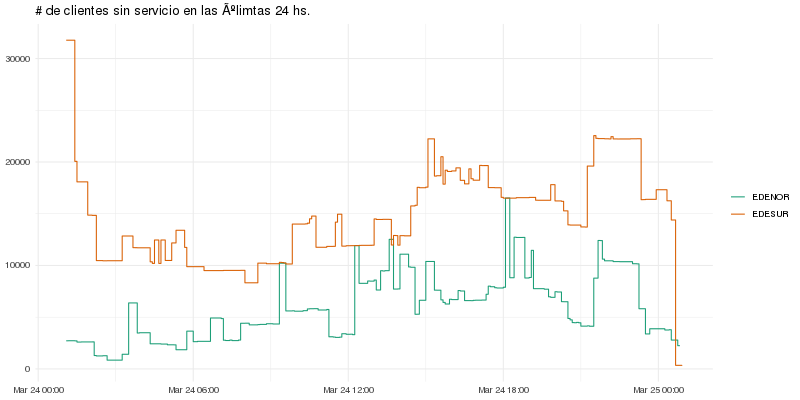 # de clientes sin servicio en las Ãºlimtas 24 hs.
30000
20000
10000
0
Mar 24 00:00
Mar 24 06:00
Mar 24 12:00
Mar 24 18:00
Mar 25 00:00
EDENOR
EDESUR